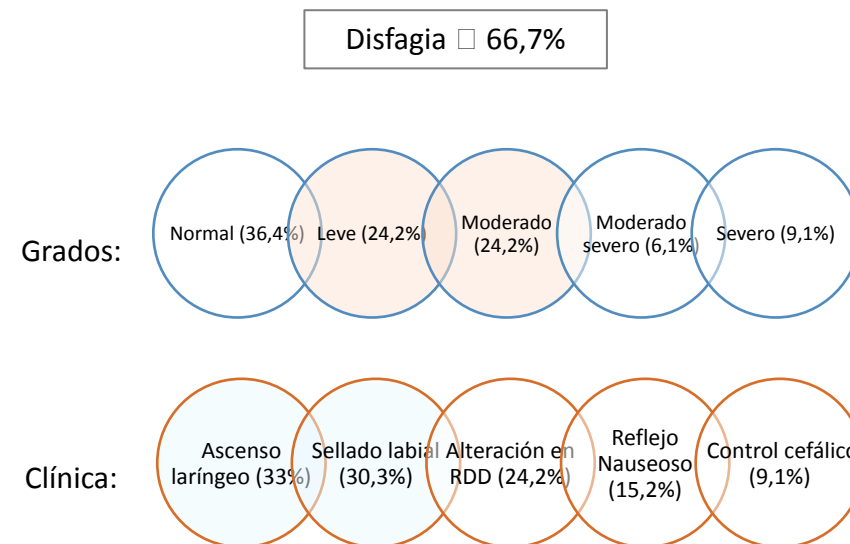 Disfagia □ 66,7%
Grados:
Normal (36,4%)
Leve (24,2%)
Moderado
(24,2%)
Moderado
severo (6,1%)
Severo (9,1%)
Clínica:
Ascenso
laríngeo (33%)
Sellado labial
(30,3%)
Alteración en
RDD (24,2%)
Reflejo
Nauseoso
(15,2%)
Control cefálico
(9,1%)